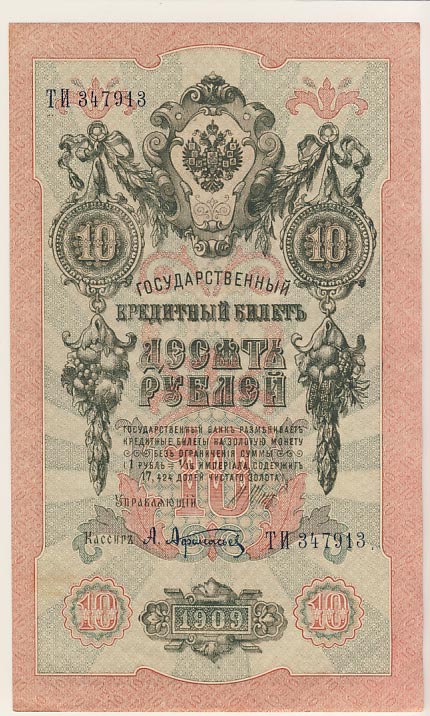 ТИ 347913
10 10
ГОСУДАРСТВЕННЫЙ
КРЕДИТНЫЙ БИЛЕТЪ
ДЕСЯТЬ
РУБЛЕЙ
ГОСУДАРСТВЕННЫЙ БАНКЪ РАЗМѢНИВАЕТЪ
КРЕДИТНЫЕ БИЛЕТЫ НА ЗОЛОТУЮ МОНЕТУ
БЕЗЪ ОГРАНИЧЕНІЯ СУММЫ
(1 РУБЛЬ = 1/15 ИМПЕРІАЛА, СОДЕРЖИТЪ
17,424 ДОЛЕЙ ЧИСТАГО ЗОЛОТА).
10
УПРАВЛЯЮЩІЙ
Кассиръ А. Афанасьев ТИ 347913
10 1909 10